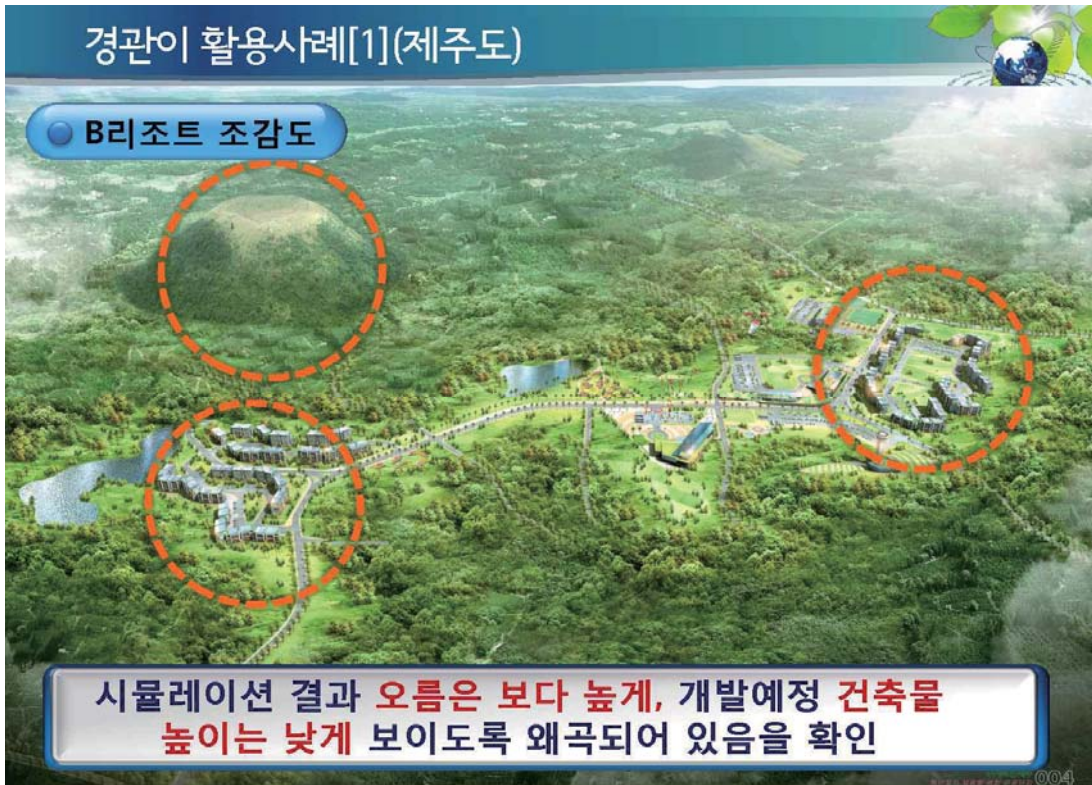 경관이 활용사례[1](제주도)
B리조트 조감도
시뮬레이션 결과 오름은 보다 높게, 개발예정 건축물
높이는 낮게 보이도록 왜곡되어 있음을 확인
004